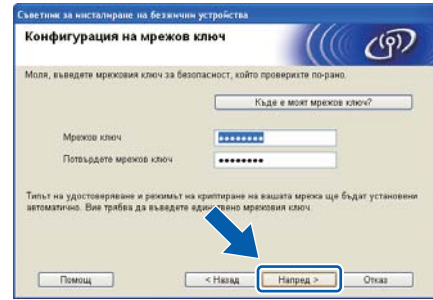 Съветник за инсталиране на безжични устройства
Конфигурация на мрежов
ключ
Моля, въведете мрежовия ключ за безопасност, който проверихте по-рано.
Къде е моят мрежов ключ?
Мрежов ключ
Потвърдете мрежов ключ
Типът на удостоверяване и режимът на криптиране на вашата мрежа ще бъдат установени
автоматично. Вие трябва да въведете единствено мрежовия ключ.
Помощ
< Назад
Напред >
Отказ